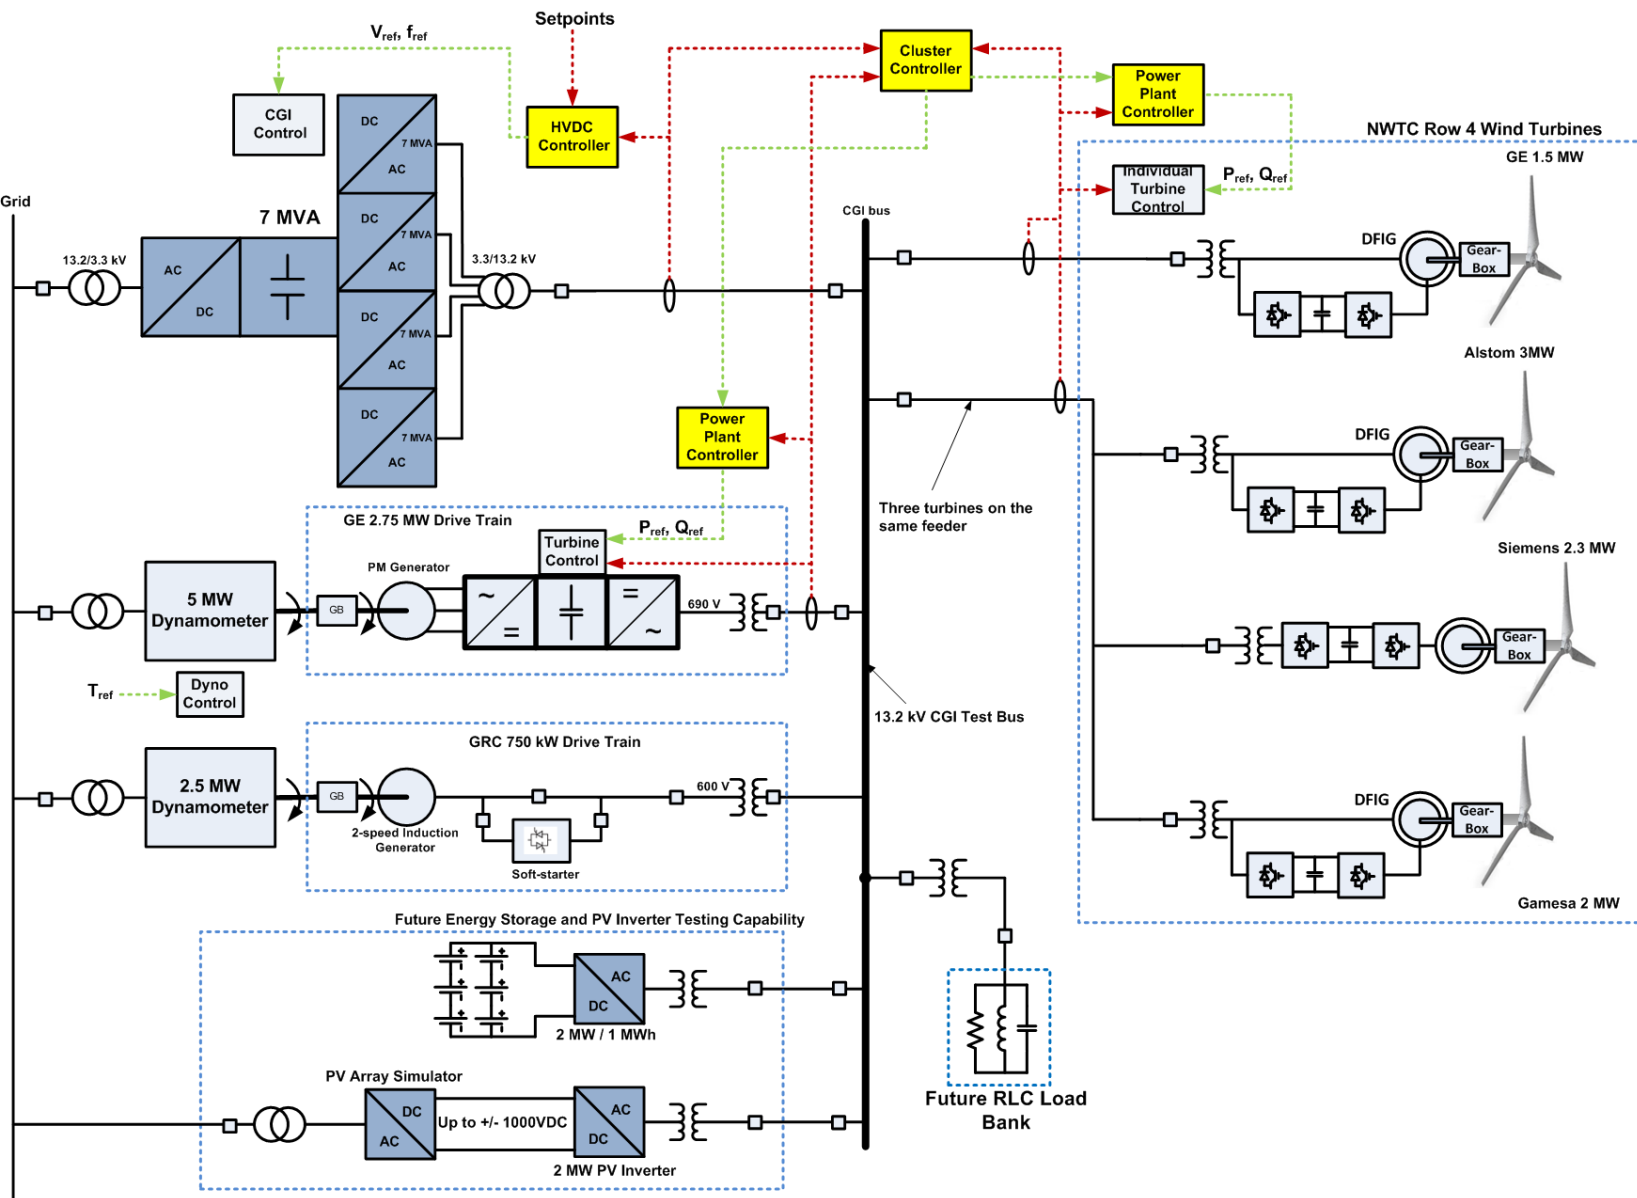 Setpoints
V_ref, f_ref
CGI
Control
HVDC
Controller
Cluster
Controller
Power
Plant
Controller
NWTC Row 4 Wind Turbines
GE 1.5 MW
Individual
Turbine
Control
P_ref, Q_ref
Grid
7 MVA
CGI bus
13.2/3.3 kV
3.3/13.2 kV
AC
DC
DC
7 MVA
AC
DC
7 MVA
AC
DC
7 MVA
AC
DC
7 MVA
AC
DFIG
Gear-
Box
Alstom 3MW
DFIG
Gear-
Box
Power
Plant
Controller
Three turbines on the
same feeder
GE 2.75 MW Drive Train
P_ref, Q_ref
Turbine
Control
PM Generator
5 MW
Dynamometer
GB
~
=
=
~
690 V
Siemens 2.3 MW
Gear-
Box
T_ref
Dyno
Control
13.2 kV CGI Test Bus
GRC 750 kW Drive Train
2.5 MW
Dynamometer
GB
600 V
2-speed Induction
Generator
Soft-starter
DFIG
Gear-
Box
Gamesa 2 MW
Future Energy Storage and PV Inverter Testing Capability
+
+
+
+
+
+
AC
DC
2 MW / 1 MWh
PV Array Simulator
DC
AC
Up to +/- 1000VDC
AC
DC
2 MW PV Inverter
Future RLC Load
Bank